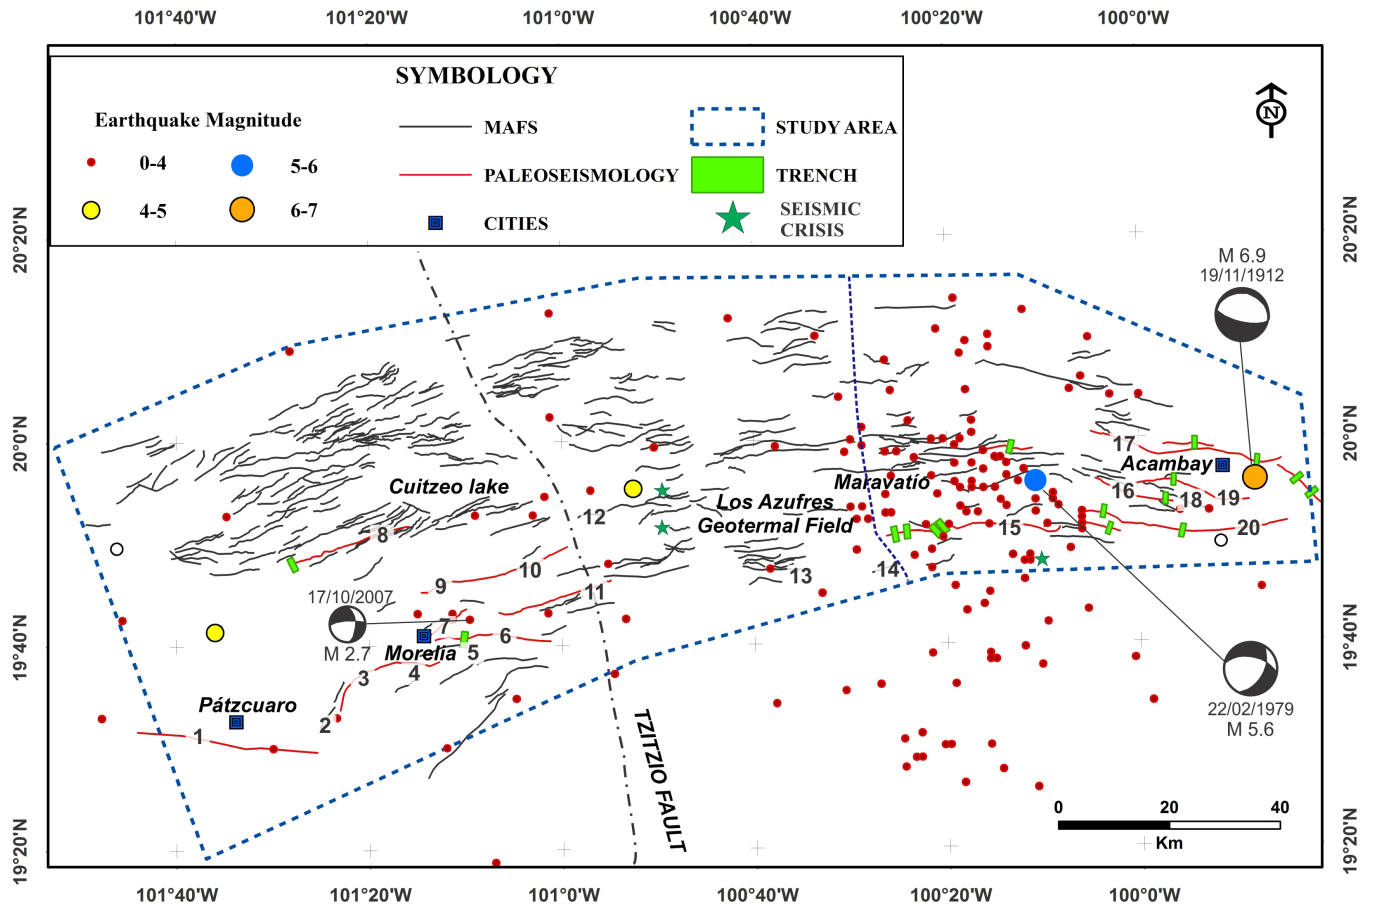 101°40'W 101°20'W 101°0'W 100°40'W 100°20'W 100°0'W
SYMBOLOGY
Earthquake Magnitude
0-4
5-6
4-5
6-7
MAFS
PALEOSEISMOLOGY
CITIES
STUDY AREA
TRENCH
SEISMIC
CRISIS
N
20°20'N
20°20'N
M 6.9
19/11/1912
20°0'N
20°0'N
17
Acambay
Cuitzeo lake
Maravatío
16
18
19
Los Azufres
Geotermal Field
12
15
20
8
14
13
10
9
11
17/10/2007
M 2.7
7
6
Morelia
5
4
3
19°40'N
19°40'N
Pátzcuaro
2
1
22/02/1979
M 5.6
TZITZIO FAULT
0 20 40
Km
19°20'N
19°20'N
101°40'W 101°20'W 101°0'W 100°40'W 100°20'W 100°0'W